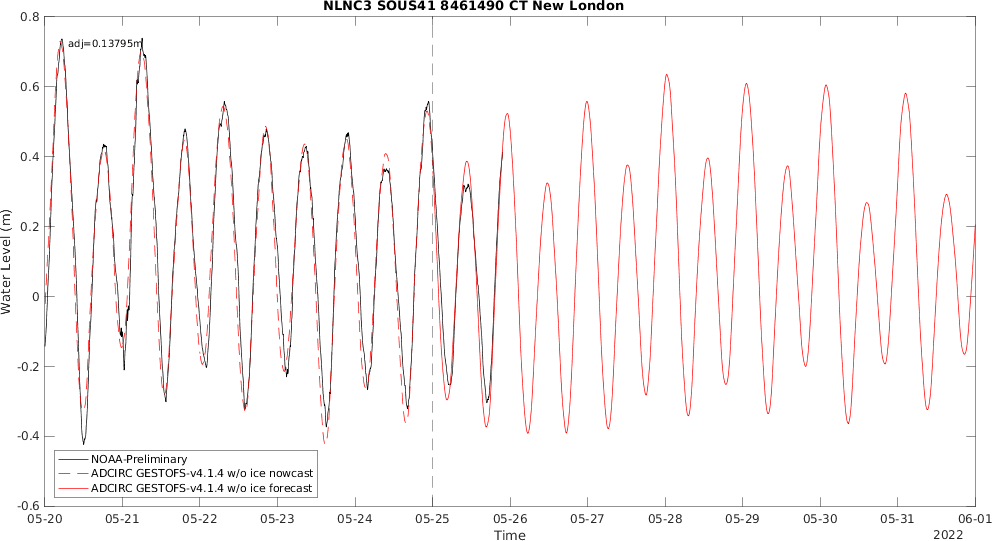 NLNC3 SOUS41 8461490 CT New London
adj=0.13795m
Water Level (m)
0.8
0.6
0.4
0.2
0
-0.2
-0.4
-0.6
NOAA-Preliminary
ADCIRC GESTOFS-v4.1.4 w/o ice nowcast
ADCIRC GESTOFS-v4.1.4 w/o ice forecast
05-20 05-21 05-22 05-23 05-24 05-25 05-26 05-27 05-28 05-29 05-30 05-31 06-01
Time
2022